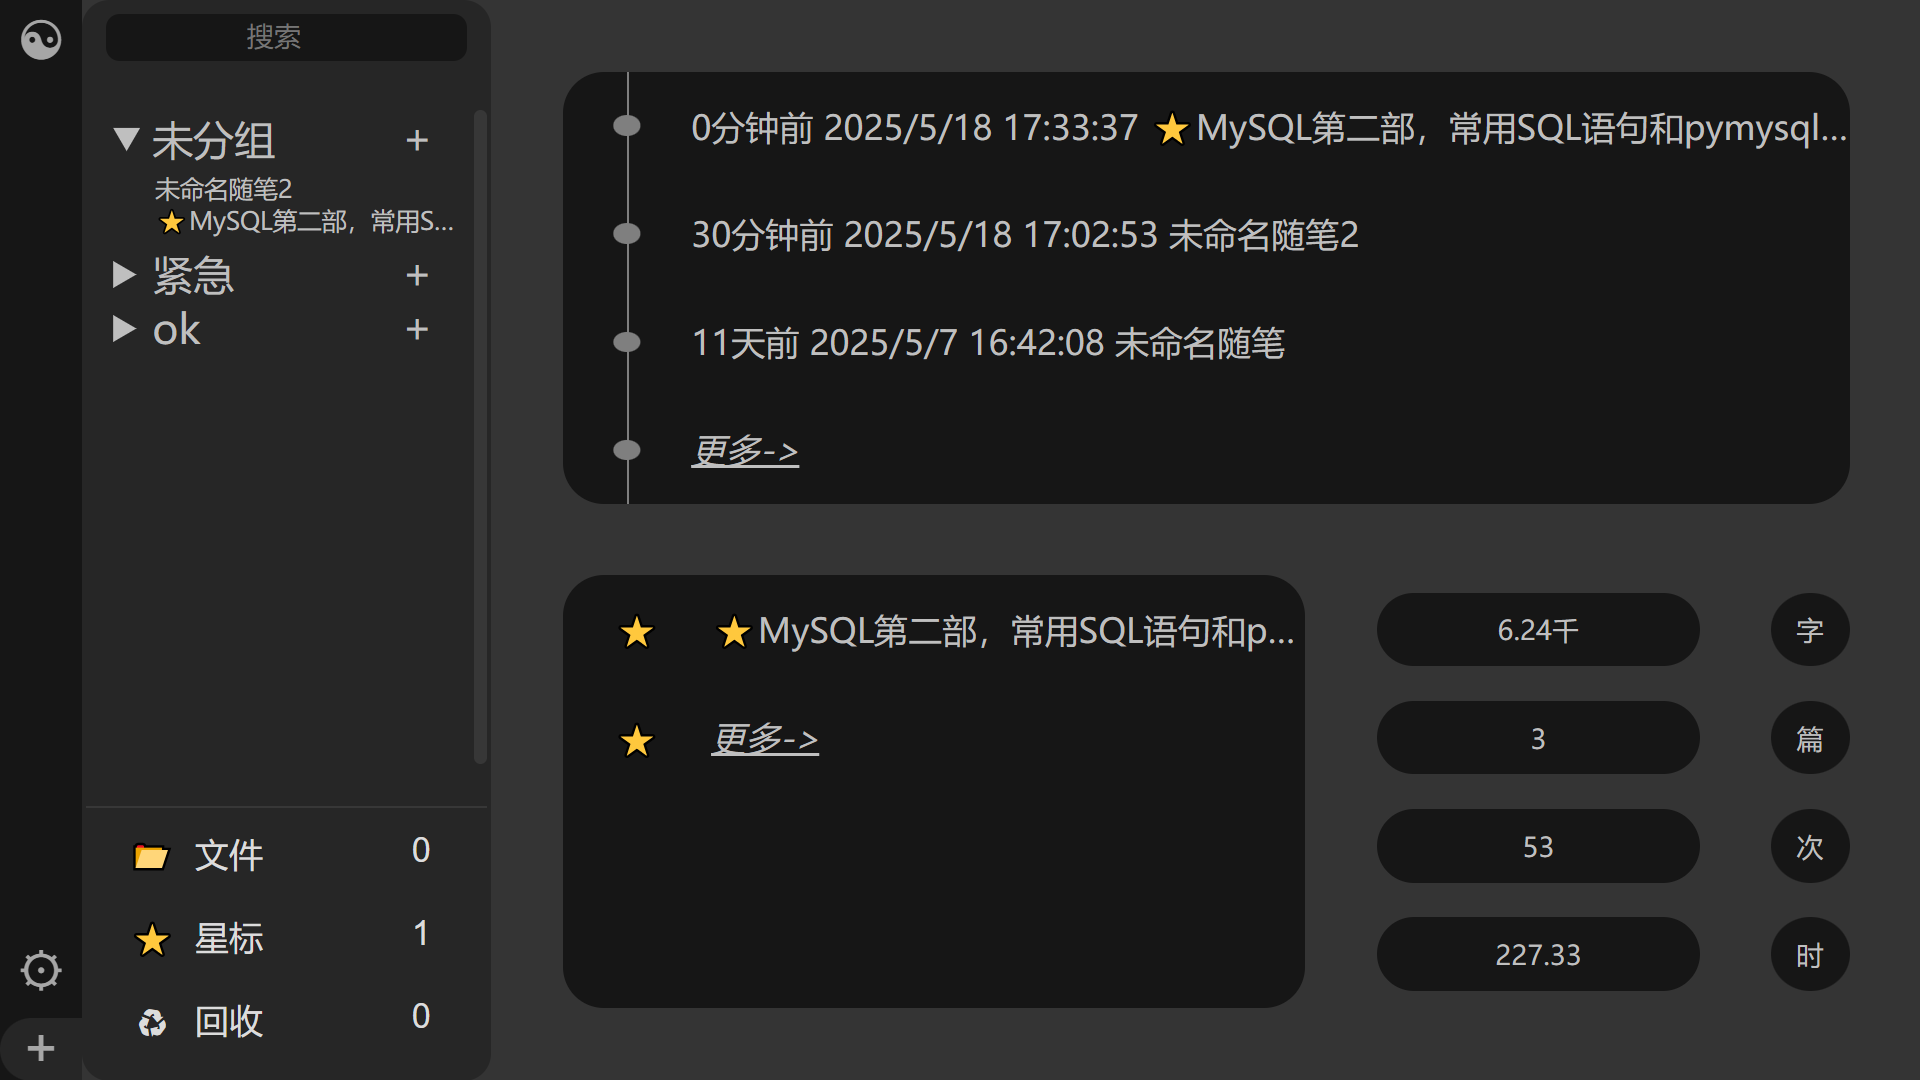 搜索
未分组 +
未命名随笔2
⭐MySQL第二部，常用S...
紧急 +
ok +
文件 0
星标 1
回收 0
+
0分钟前 2025/5/18 17:33:37 ⭐MySQL第二部，常用SQL语句和pymysql...
30分钟前 2025/5/18 17:02:53 未命名随笔2
11天前 2025/5/7 16:42:08 未命名随笔
更多->
⭐MySQL第二部，常用SQL语句和p...
更多->
6.24千 字
3 篇
53 次
227.33 时